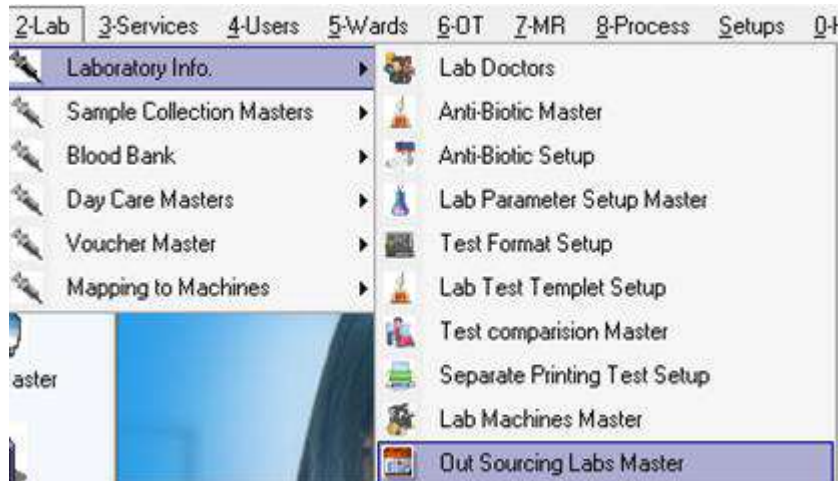 2-Lab 3-Services 4-Users 5-Wards 6-OT 7-MR 8-Process Setups
Laboratory Info.
Sample Collection Masters
Blood Bank
Day Care Masters
Voucher Master
Mapping to Machines
Lab Doctors
Anti-Biotic Master
Anti-Biotic Setup
Lab Parameter Setup Master
Test Format Setup
Lab Test Templet Setup
Test comparision Master
Separate Printing Test Setup
Lab Machines Master
Out Sourcing Labs Master
aster